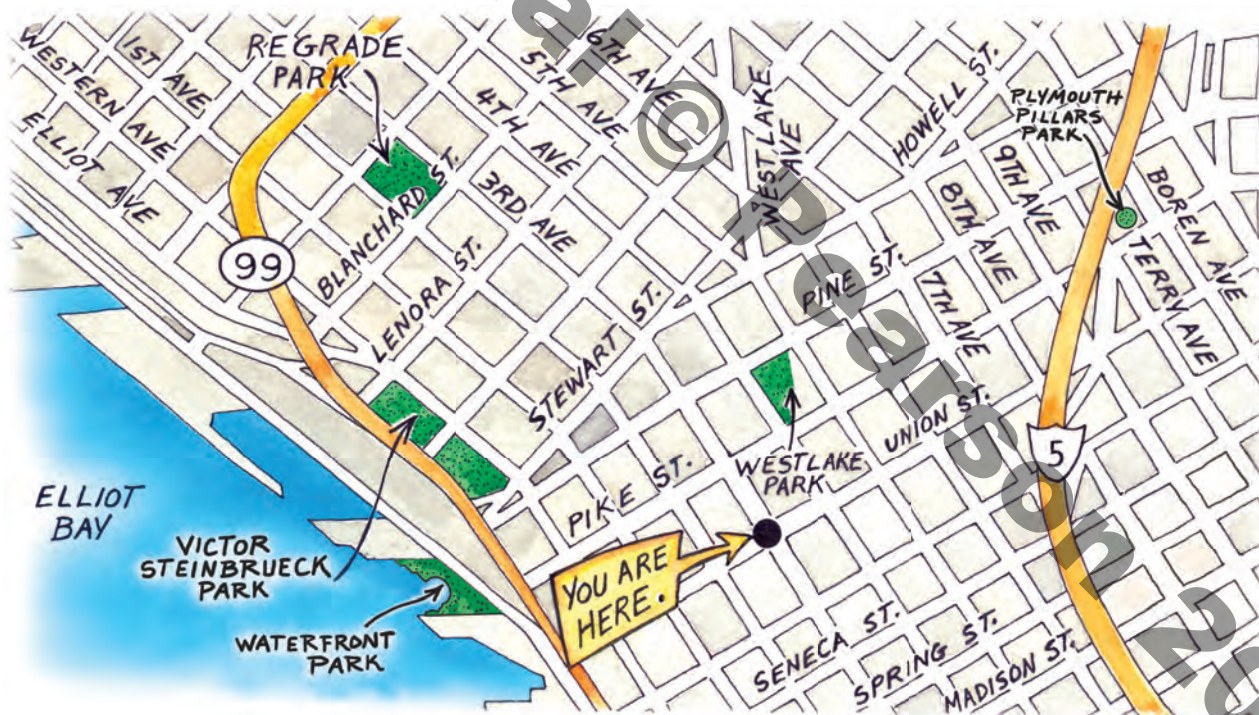 WESTERN AVE
1ST AVE
ELLIOT AVE
REGRADE
PARK
6TH AVE
5TH AVE
4TH AVE
3RD AVE
WESTLAKE
AVE
HOWELL ST.
PLYMOUTH
PILLARS
PARK
9TH AVE
8TH AVE
7TH AVE
BOREN AVE
TERRY AVE
99
BLANCHARD ST.
LENORA ST.
STEWART ST.
PINE ST.
UNION ST.
PIKE ST.
WESTLAKE
PARK
5
ELLIOT
BAY
VICTOR
STEINBRUECK
PARK
WATERFRONT
PARK
YOU ARE
HERE.
SENECA ST.
SPRING ST.
MADISON ST.
© Pearson